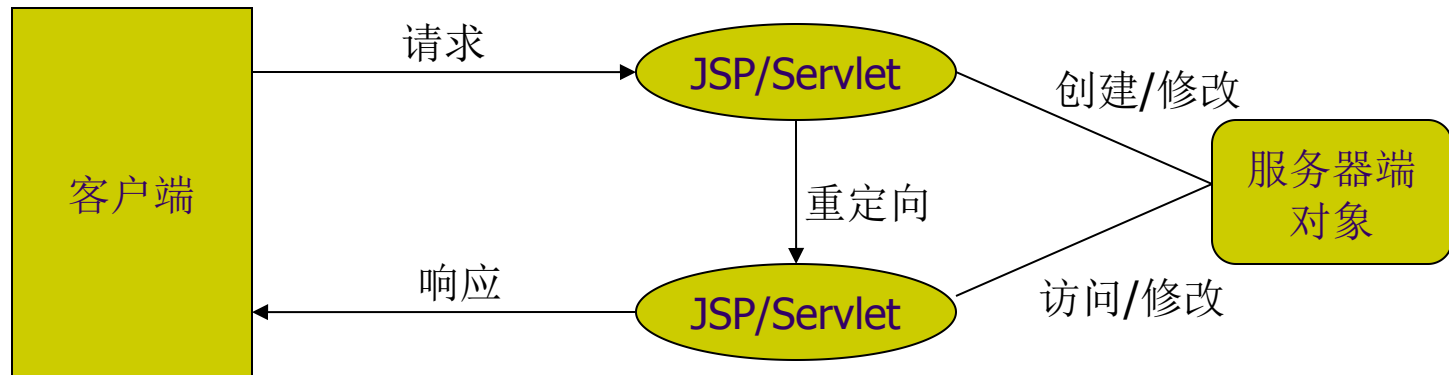 请求
JSP/Servlet
创建/修改
客户端
重定向
服务器端
对象
响应
JSP/Servlet
访问/修改